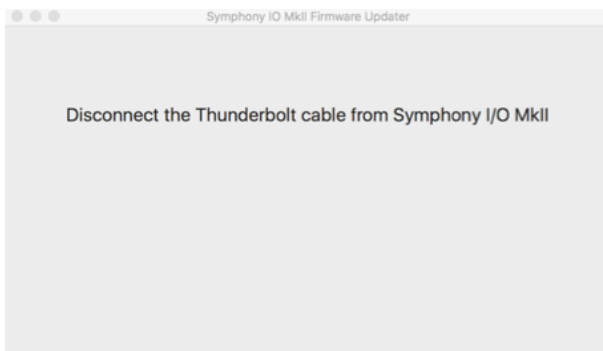 Symphony IO MkII Firmware Updater
Disconnect the Thunderbolt cable from Symphony I/O MkII